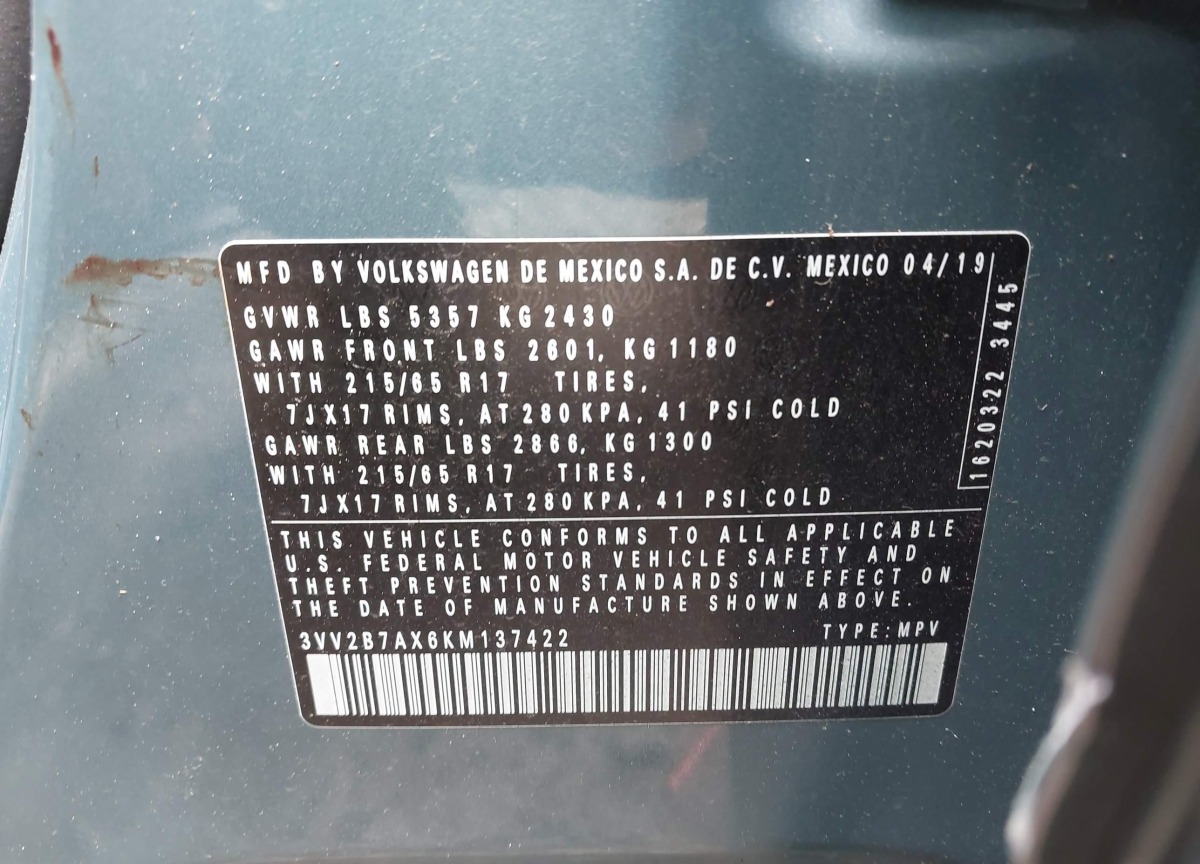 MFD BY VOLKSWAGEN DE MEXICO S.A. DE C.V. MEXICO 04/19
GVWR LBS 5357 KG 2430
GAWR FRONT LBS 2601, KG 1180
WITH 215/65 R17 TIRES,
7JX17 RIMS, AT 280 KPA, 41 PSI COLD
GAWR REAR LBS 2866, KG 1300
WITH 215/65 R17 TIRES,
7JX17 RIMS, AT 280 KPA, 41 PSI COLD
1620322 3445
THIS VEHICLE CONFORMS TO ALL APPLICABLE
U.S. FEDERAL MOTOR VEHICLE SAFETY AND
THEFT PREVENTION STANDARDS IN EFFECT ON
THE DATE OF MANUFACTURE SHOWN ABOVE.
3VV2B7AX6KM137422 TYPE: MPV